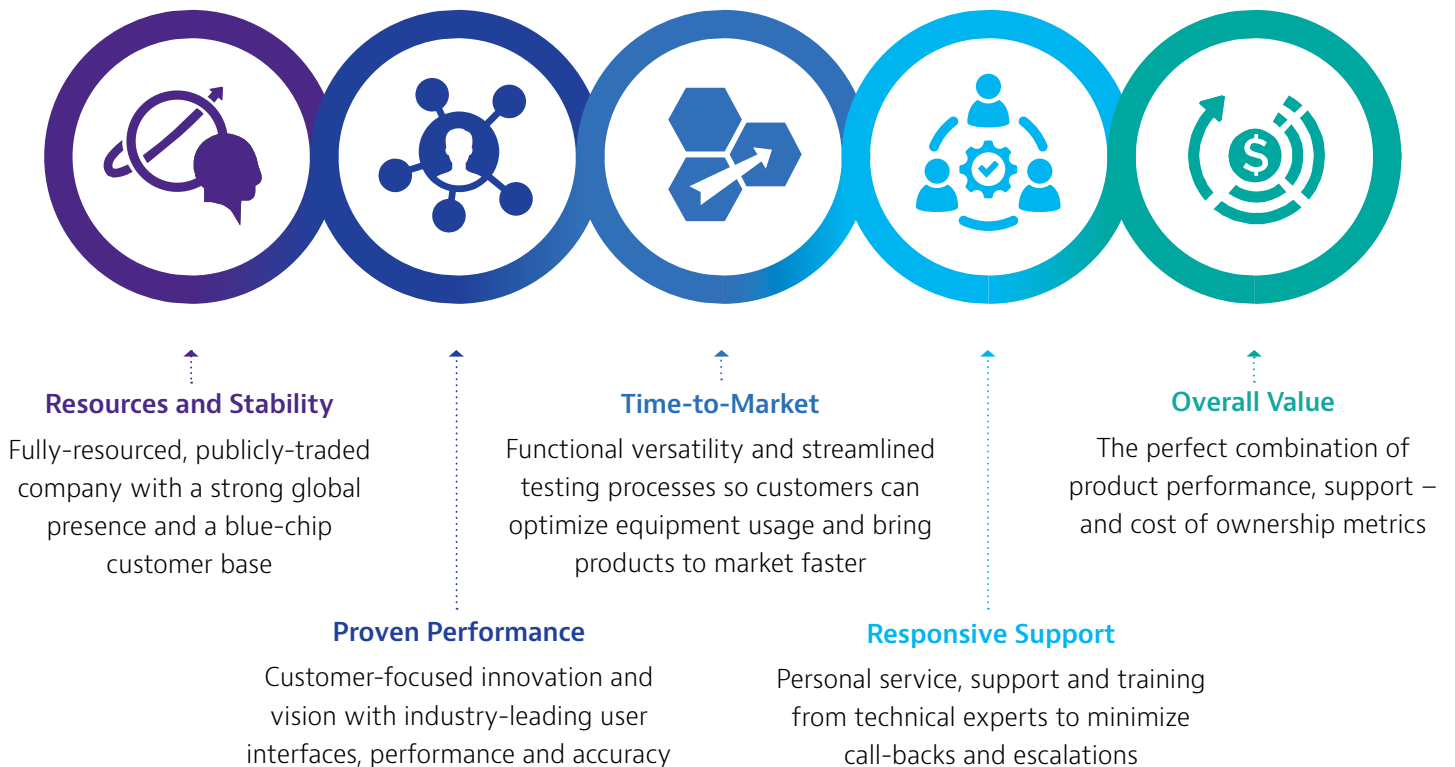 Resources and Stability
Fully-resourced, publicly-traded
company with a strong global
presence and a blue-chip
customer base
Proven Performance
Customer-focused innovation and
vision with industry-leading user
interfaces, performance and accuracy
Time-to-Market
Functional versatility and streamlined
testing processes so customers can
optimize equipment usage and bring
products to market faster
Responsive Support
Personal service, support and training
from technical experts to minimize
call-backs and escalations
Overall Value
The perfect combination of
product performance, support –
and cost of ownership metrics